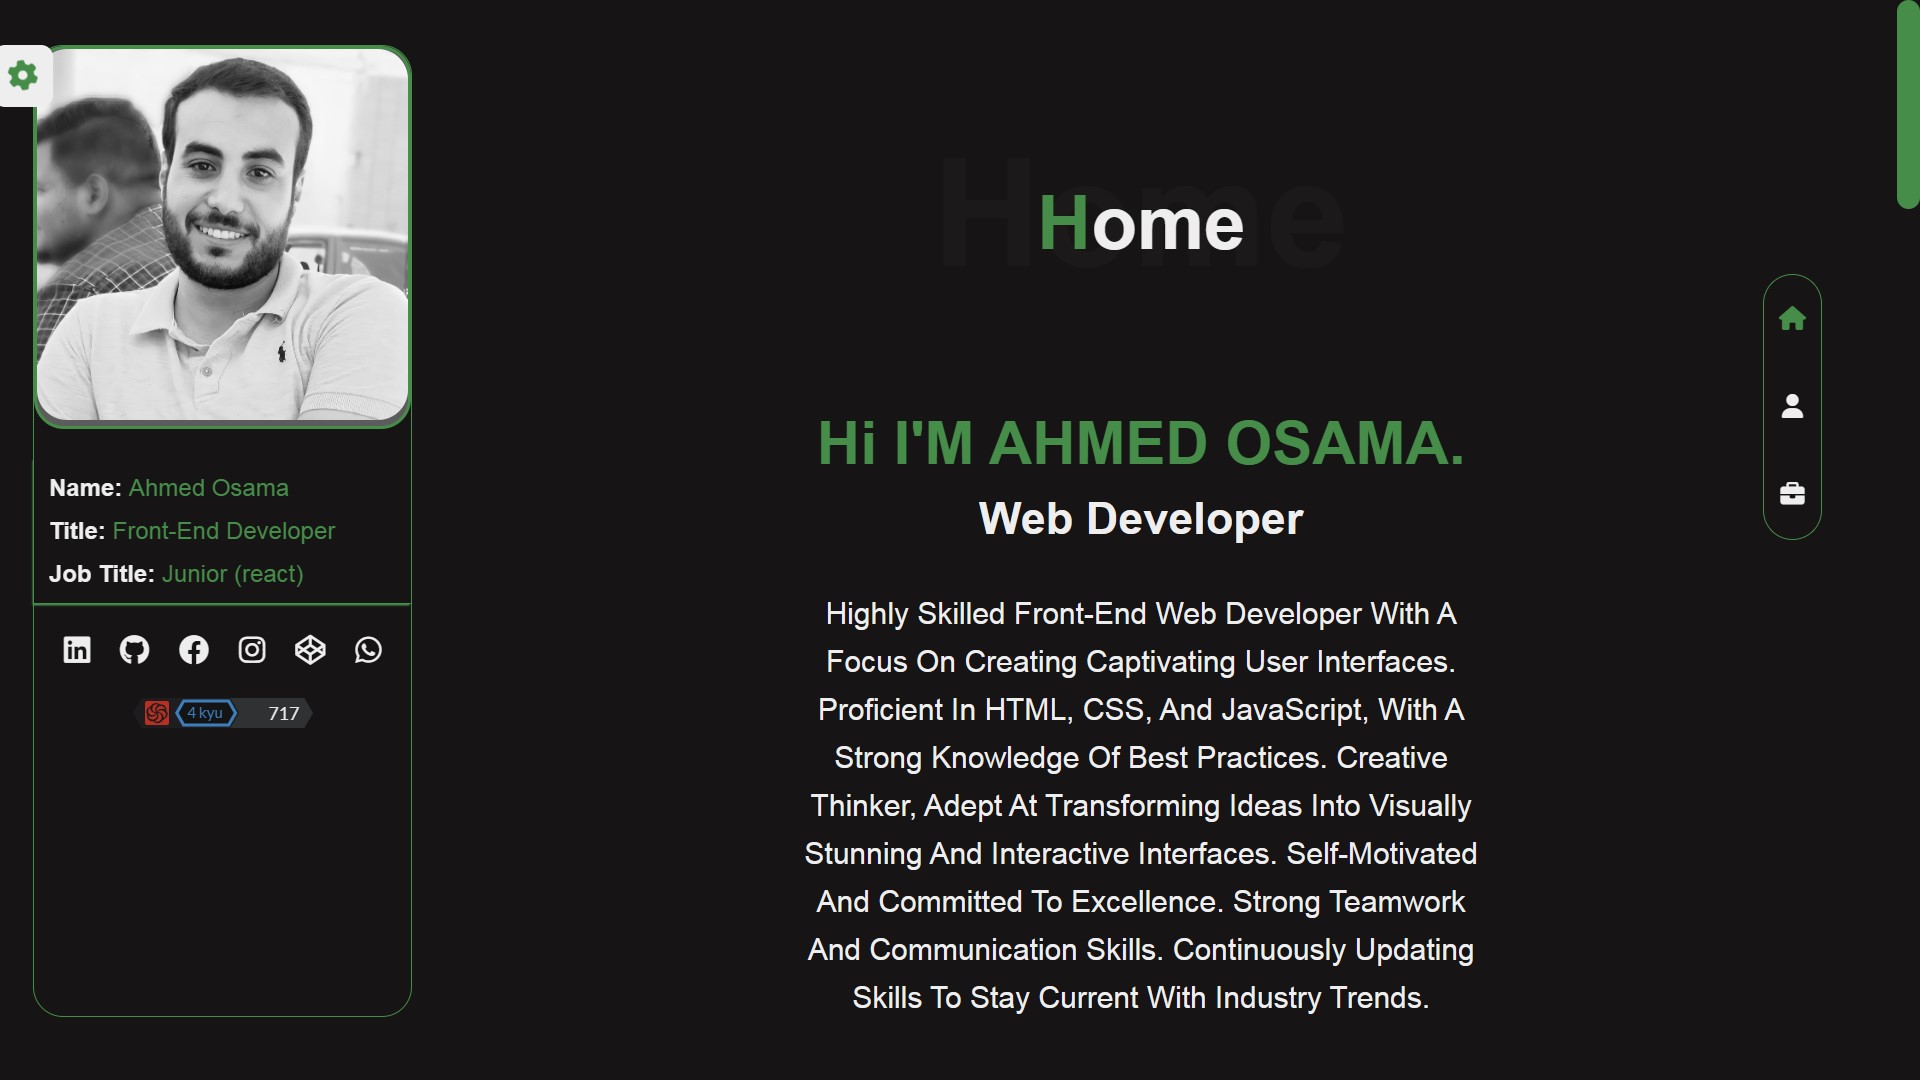 Name: Ahmed Osama
Title: Front-End Developer
Job Title: Junior (react)
4 kyu 717
Home
Home
Hi I'M AHMED OSAMA.
Web Developer
Highly Skilled Front-End Web Developer With A
Focus On Creating Captivating User Interfaces.
Proficient In HTML, CSS, And JavaScript, With A
Strong Knowledge Of Best Practices. Creative
Thinker, Adept At Transforming Ideas Into Visually
Stunning And Interactive Interfaces. Self-Motivated
And Committed To Excellence. Strong Teamwork
And Communication Skills. Continuously Updating
Skills To Stay Current With Industry Trends.